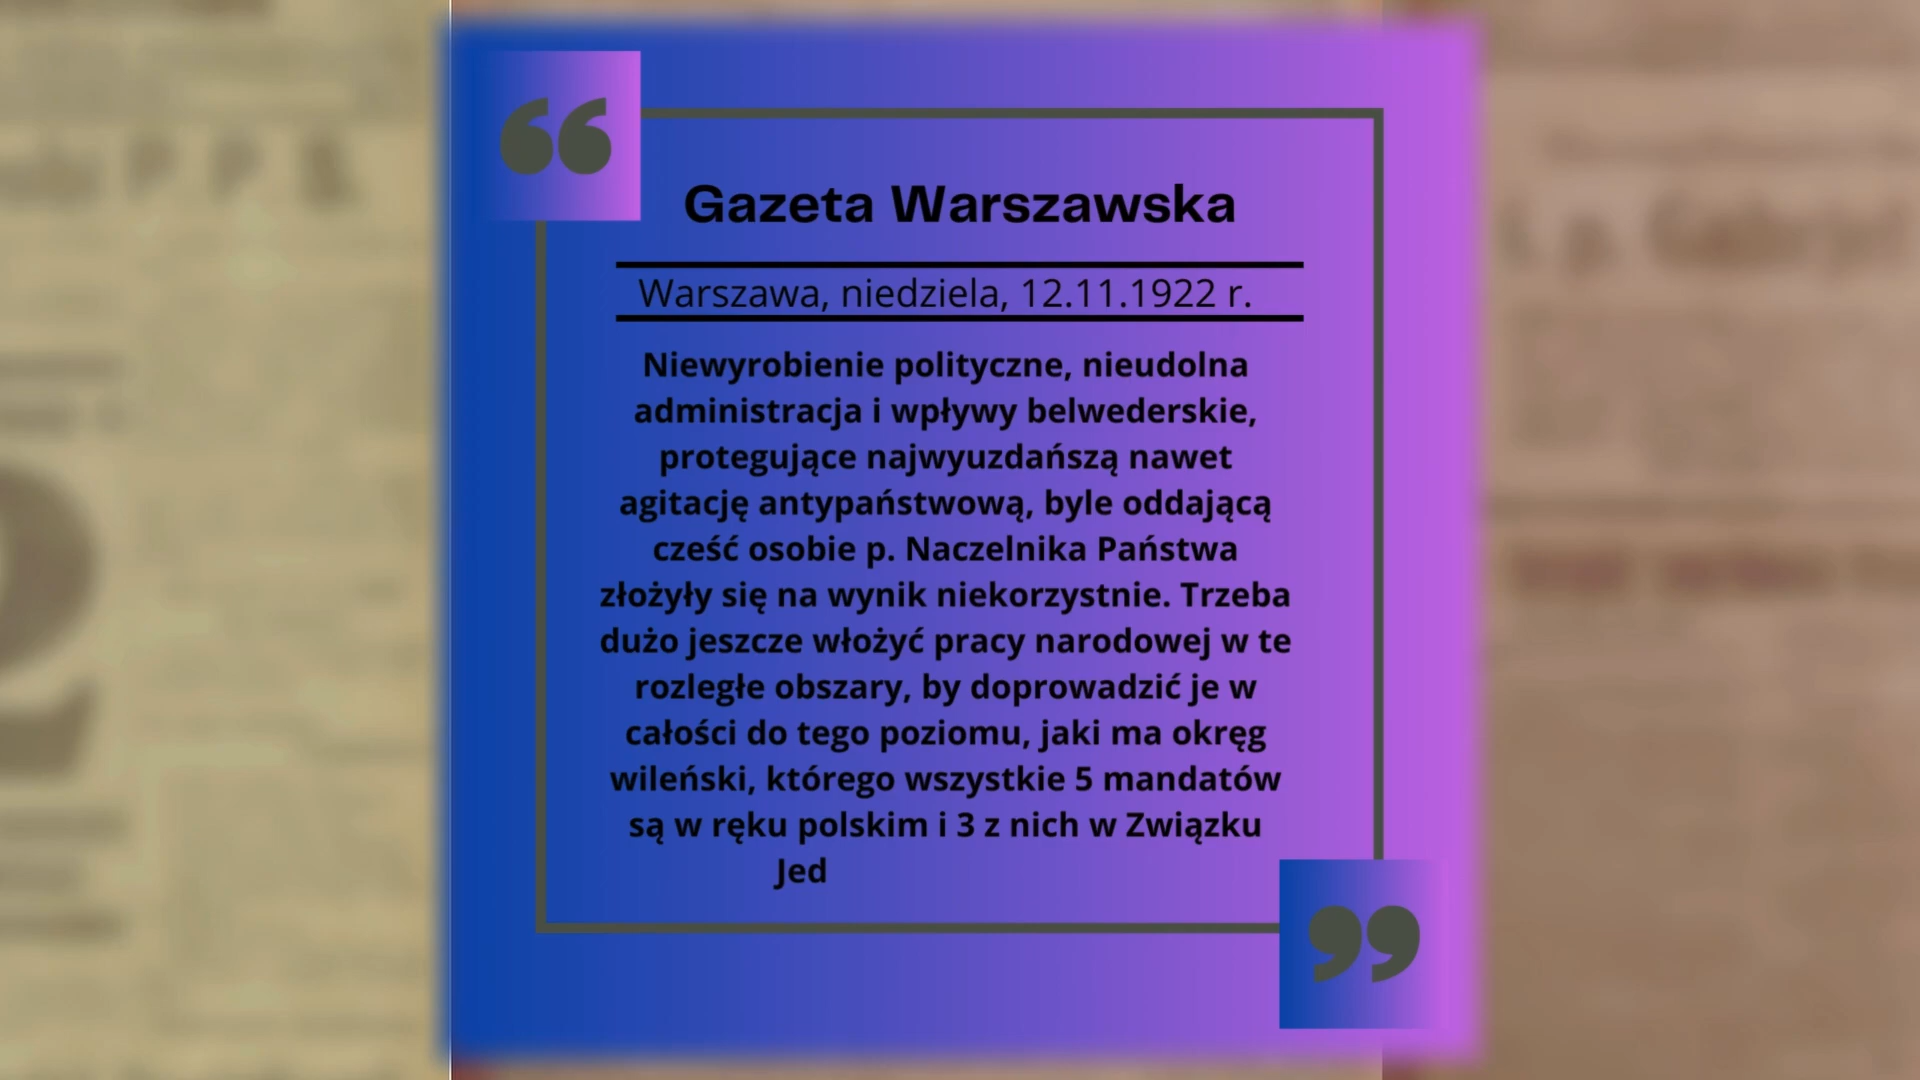 P P S
“
Gazeta Warszawska
Warszawa, niedziela, 12.11.1922 r.
Niewyrobienie polityczne, nieudolna
administracja i wpływy belwederskie,
protegujące najwyuzdańszą nawet
agitację antypaństwową, byle oddającą
cześć osobie p. Naczelnika Państwa
złożyły się na wynik niekorzystnie. Trzeba
dużo jeszcze włożyć pracy narodowej w te
rozległe obszary, by doprowadzić je w
całości do tego poziomu, jaki ma okręg
wileński, którego wszystkie 5 mandatów
są w ręku polskim i 3 z nich w Związku
Jed
”
2